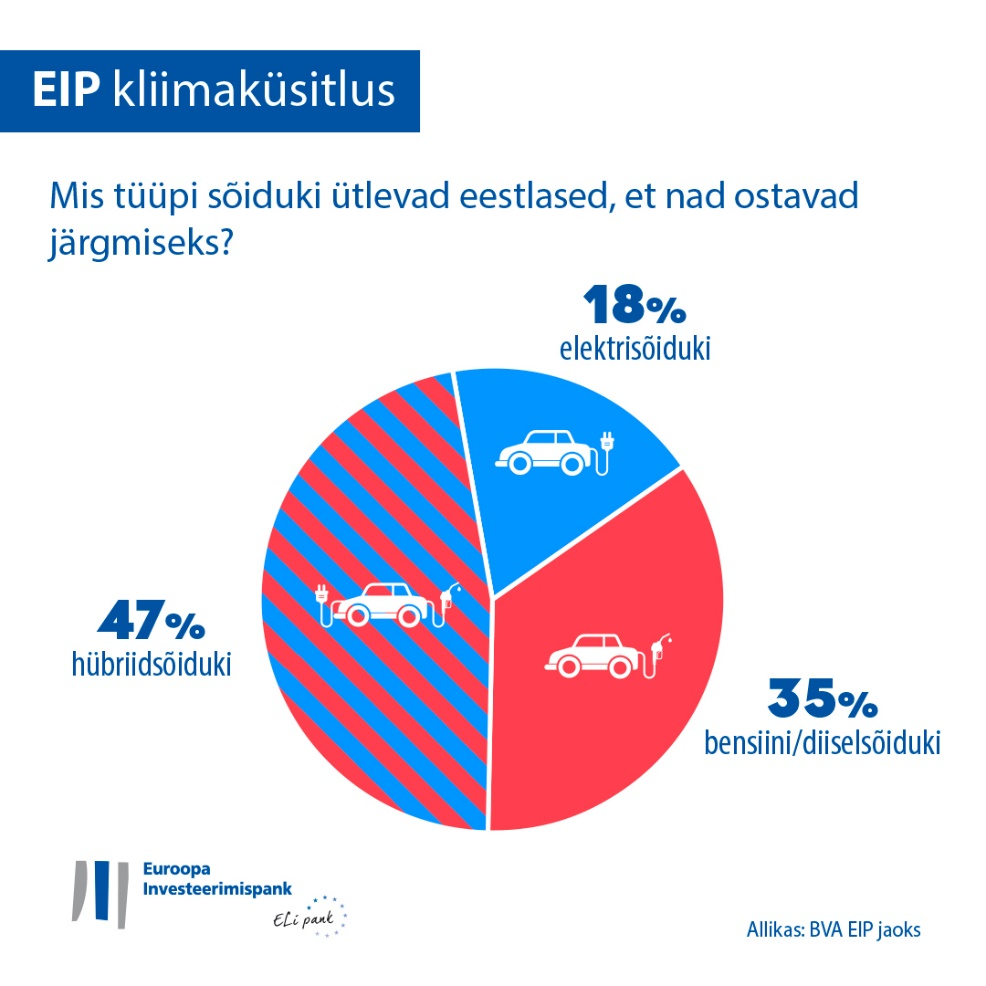 EIP kliimaküsitlus
Mis tüüpi sõiduki ütlevad eestlased, et nad ostavad
järgmiseks?
18%
elektrisõiduki
47%
hübriidsõiduki
35%
bensiini/diiselsõiduki
Euroopa
Investeerimispank
ELi pank
Allikas: BVA EIP jaoks